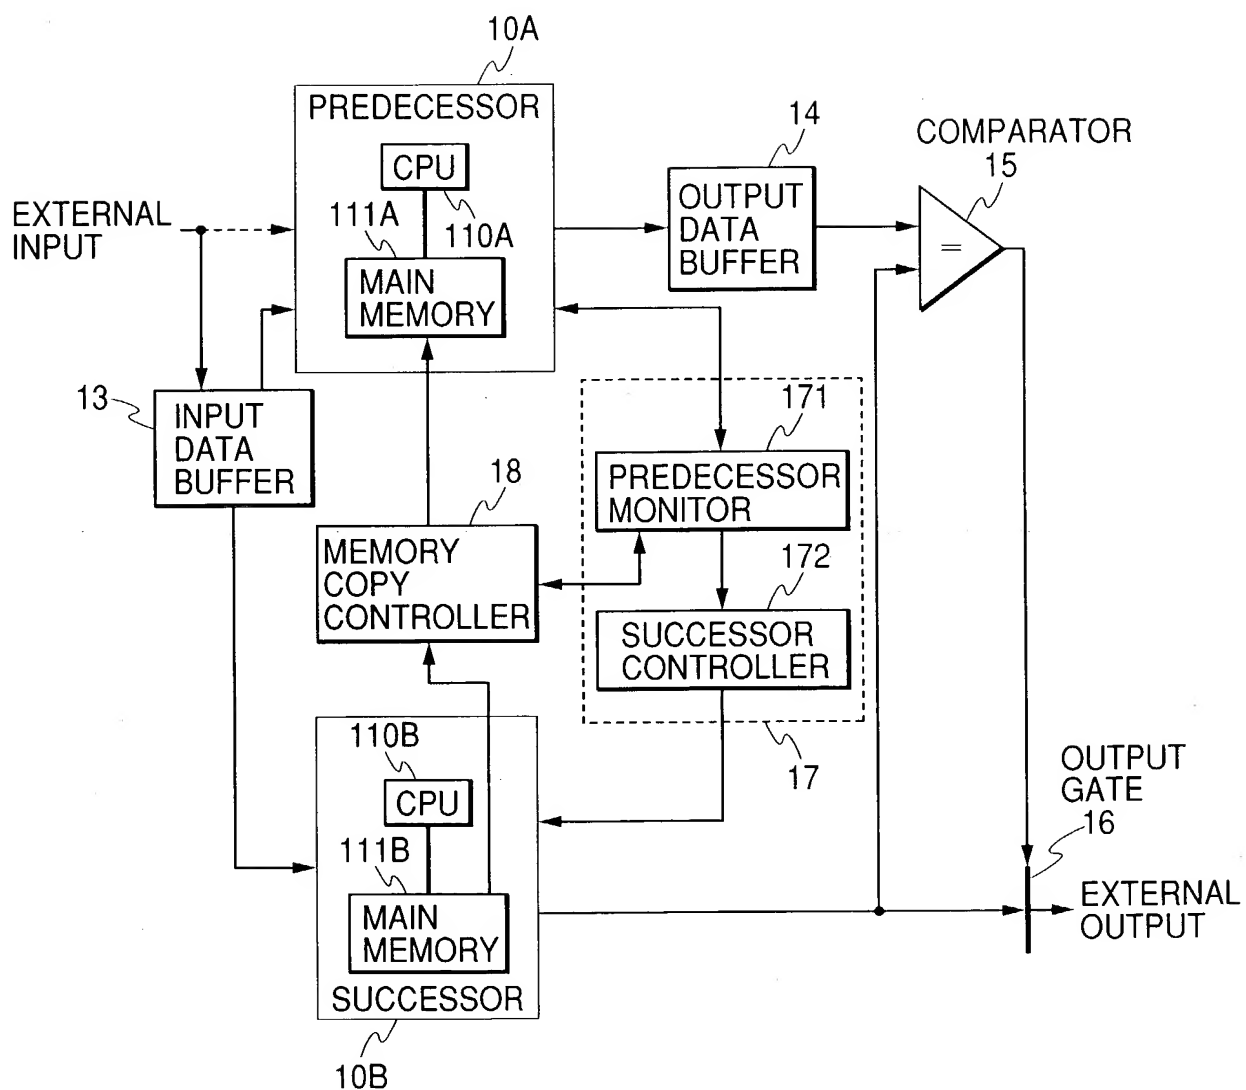 10A
PREDECESSOR
CPU
111A
110A
MAIN
MEMORY
EXTERNAL
INPUT
14
OUTPUT
DATA
BUFFER
COMPARATOR
15
=
13
INPUT
DATA
BUFFER
18
MEMORY
COPY
CONTROLLER
171
PREDECESSOR
MONITOR
172
SUCCESSOR
CONTROLLER
17
110B
CPU
111B
MAIN
MEMORY
SUCCESSOR
10B
OUTPUT
GATE
16
EXTERNAL
OUTPUT